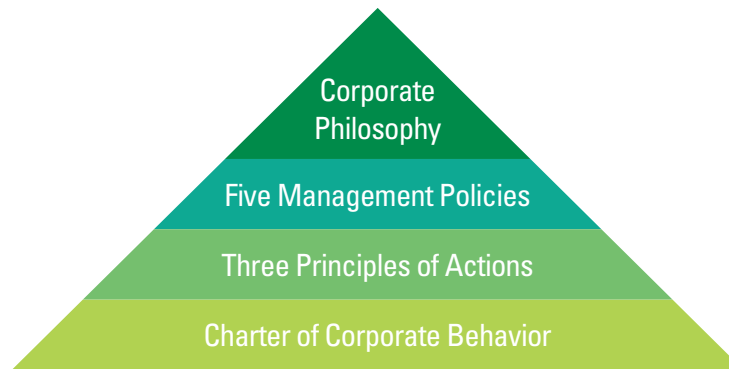 Corporate
Philosophy
Five Management Policies
Three Principles of Actions
Charter of Corporate Behavior